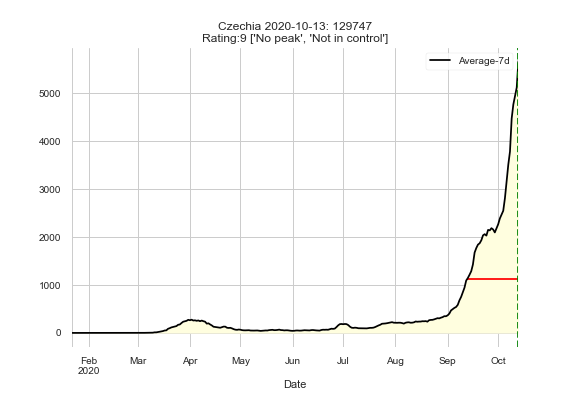 Czechia 2020-10-13: 129747
Rating:9 ['No peak', 'Not in control']
Average-7d
5000
4000
3000
2000
1000
0
Feb Mar Apr May Jun Jul Aug Sep Oct
2020
Date